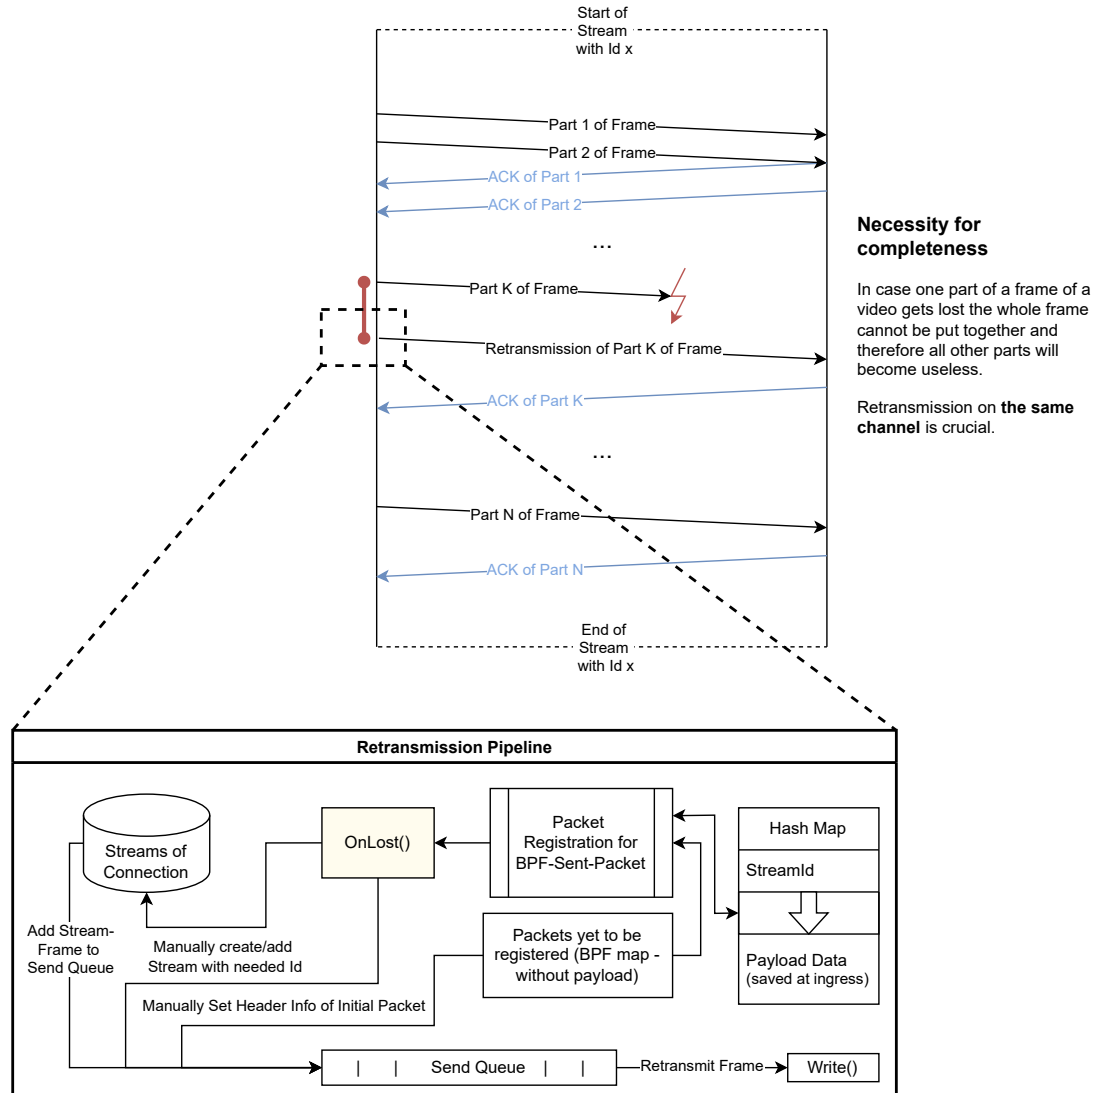 Start of
Stream
with Id x
Part 1 of Frame
Part 2 of Frame
ACK of Part 1
ACK of Part 2
...
Part K of Frame
Retransmission of Part K of Frame
ACK of Part K
...
Part N of Frame
ACK of Part N
End of
Stream
with Id x
Necessity for
completeness
In case one part of a frame of a
video gets lost the whole frame
cannot be put together and
therefore all other parts will
become useless.
Retransmission on the same
channel is crucial.
Retransmission Pipeline
Streams of
Connection
OnLost()
Packet
Registration for
BPF-Sent-Packet
Hash Map
StreamId
Payload Data
(saved at ingress)
Add Stream-
Frame to
Send Queue
Manually create/add
Stream with needed Id
Packets yet to be
registered (BPF map -
without payload)
Manually Set Header Info of Initial Packet
| | Send Queue | |
Retransmit Frame
Write()